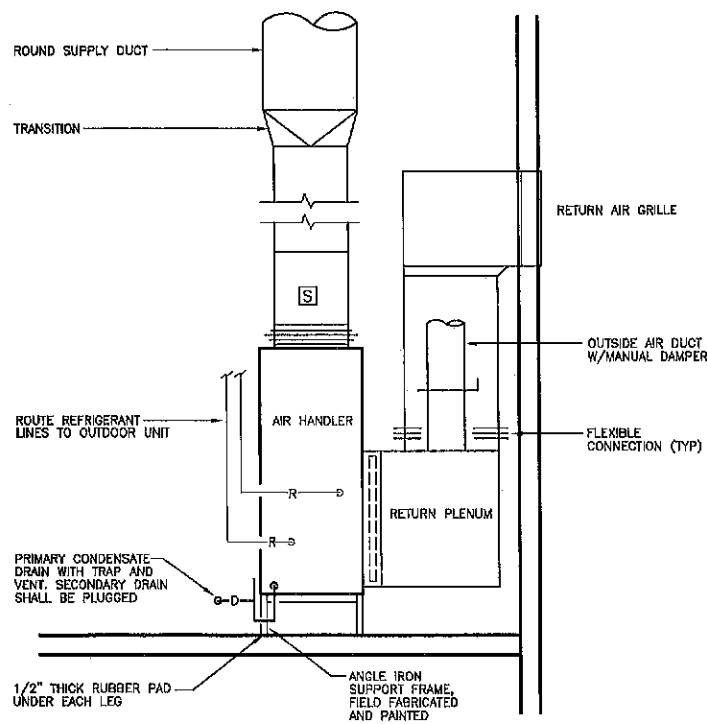 ROUND SUPPLY DUCT
TRANSITION
RETURN AIR GRILLE
S
OUTSIDE AIR DUCT
W/MANUAL DAMPER
AIR HANDLER
ROUTE REFRIGERANT
LINES TO OUTDOOR UNIT
FLEXIBLE
CONNECTION (TYP)
R
RETURN PLENUM
R
PRIMARY CONDENSATE
DRAIN WITH TRAP AND
VENT. SECONDARY DRAIN
SHALL BE PLUGGED
D
1/2" THICK RUBBER PAD
UNDER EACH LEG
ANGLE IRON
SUPPORT FRAME,
FIELD FABRICATED
AND PAINTED